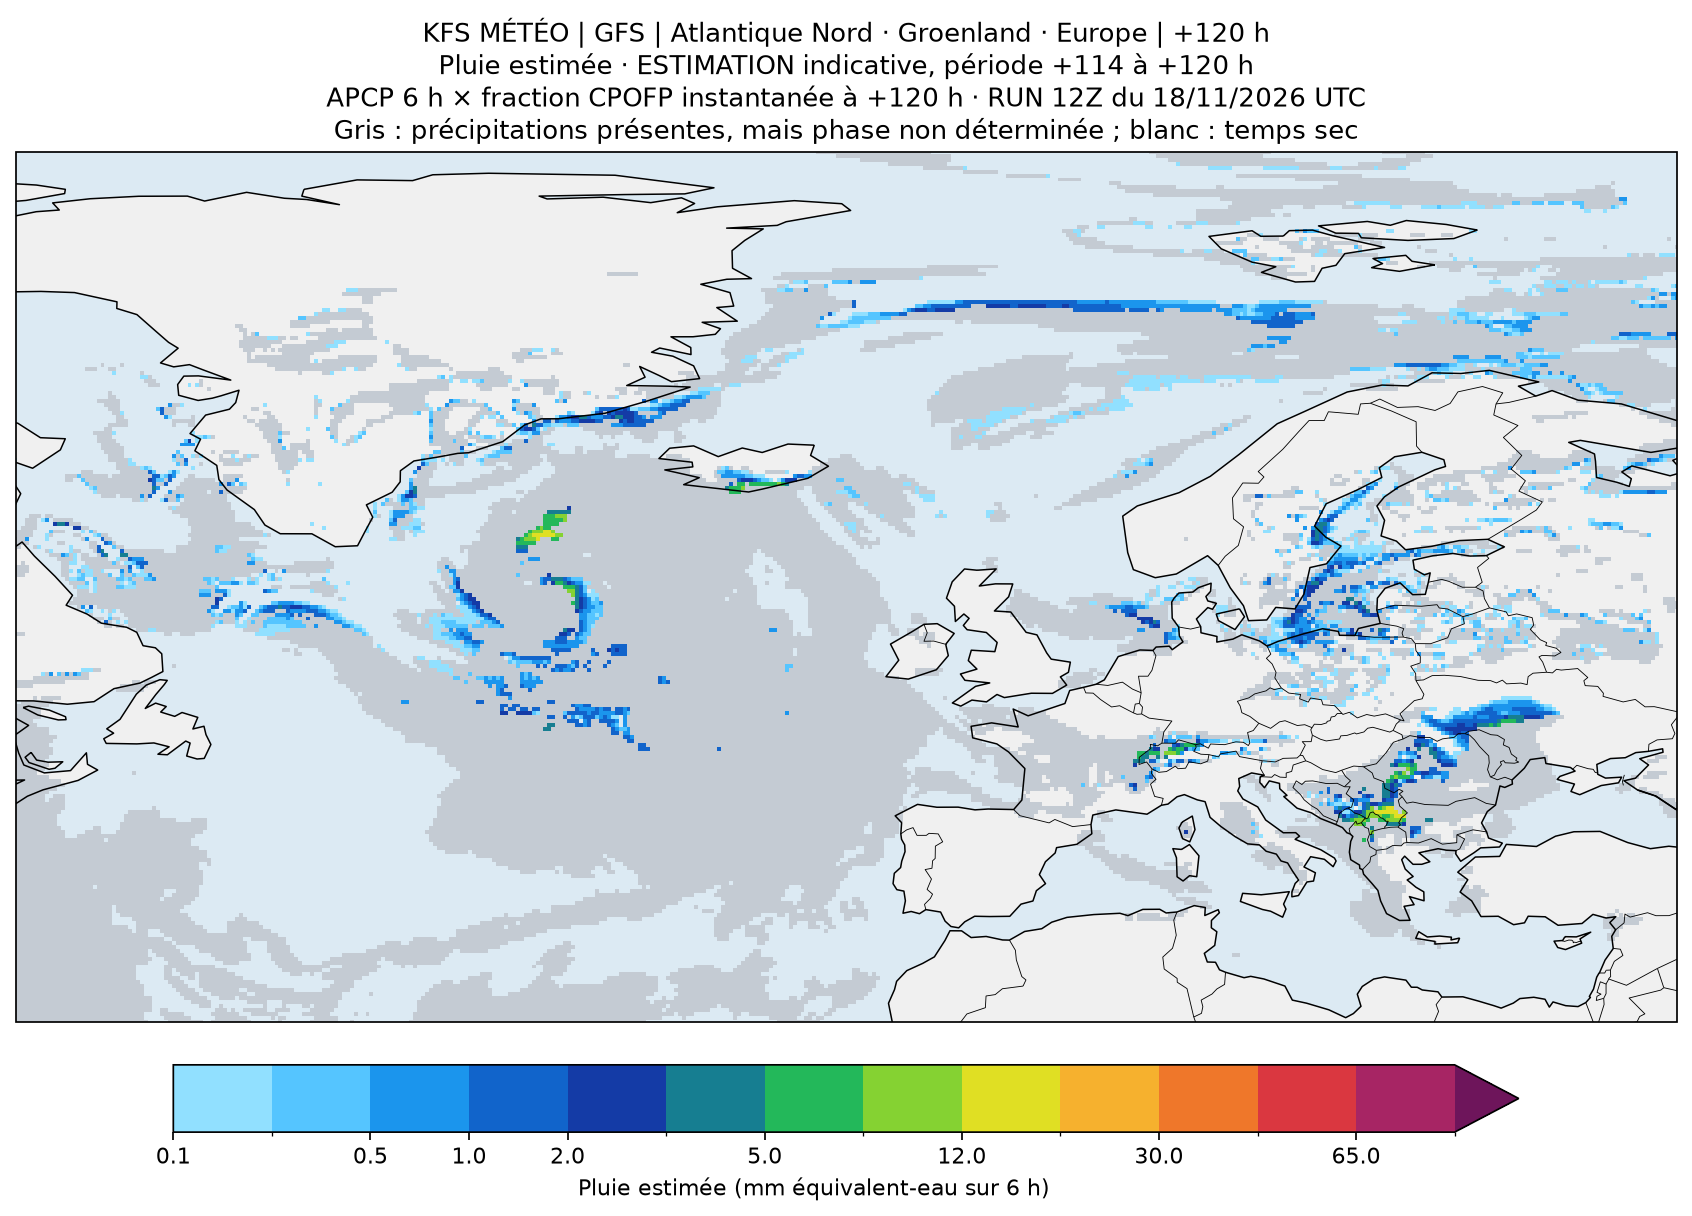 KFS MÉTÉO | GFS | Atlantique Nord · Groenland · Europe | +120 h
Pluie estimée · ESTIMATION indicative, période +114 à +120 h
APCP 6 h × fraction CPOFP instantanée à +120 h · RUN 12Z du 18/11/2026 UTC
Gris : précipitations présentes, mais phase non déterminée ; blanc : temps sec
0.1 0.5 1.0 2.0 5.0 12.0 30.0 65.0
Pluie estimée (mm équivalent-eau sur 6 h)